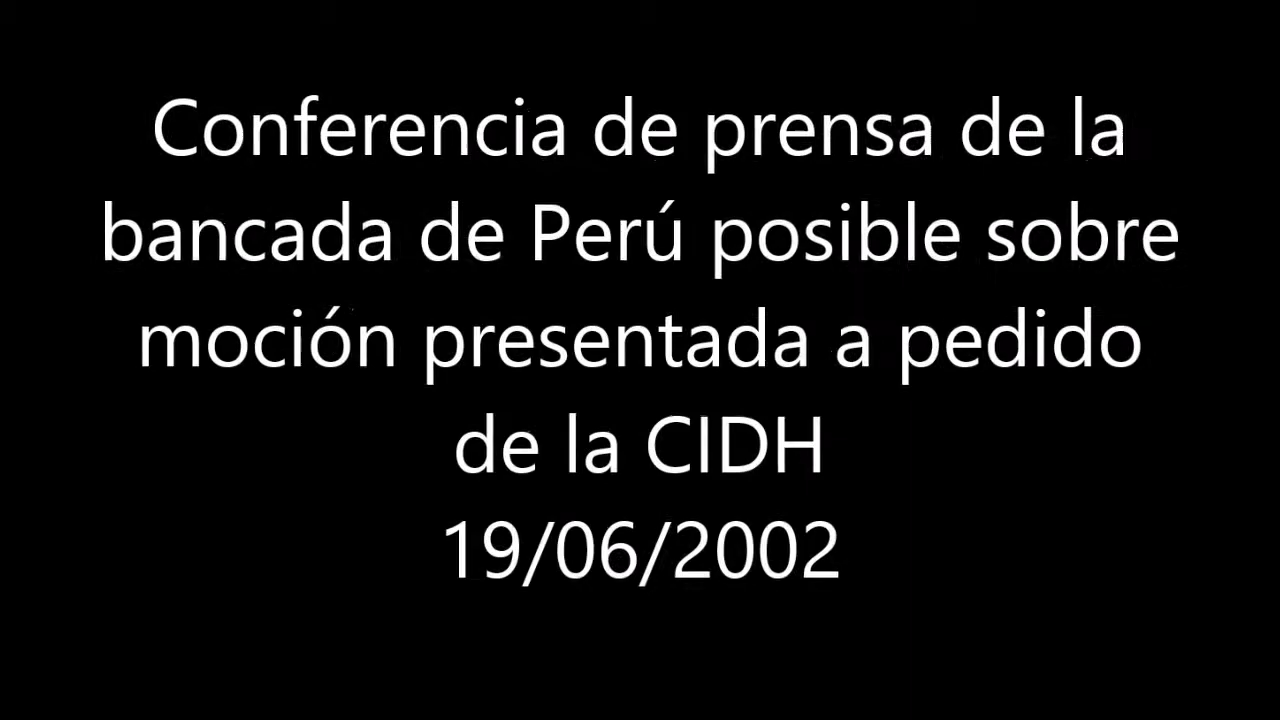 Conferencia de prensa de la
bancada de Perú posible sobre
moción presentada a pedido
de la CIDH
19/06/2002